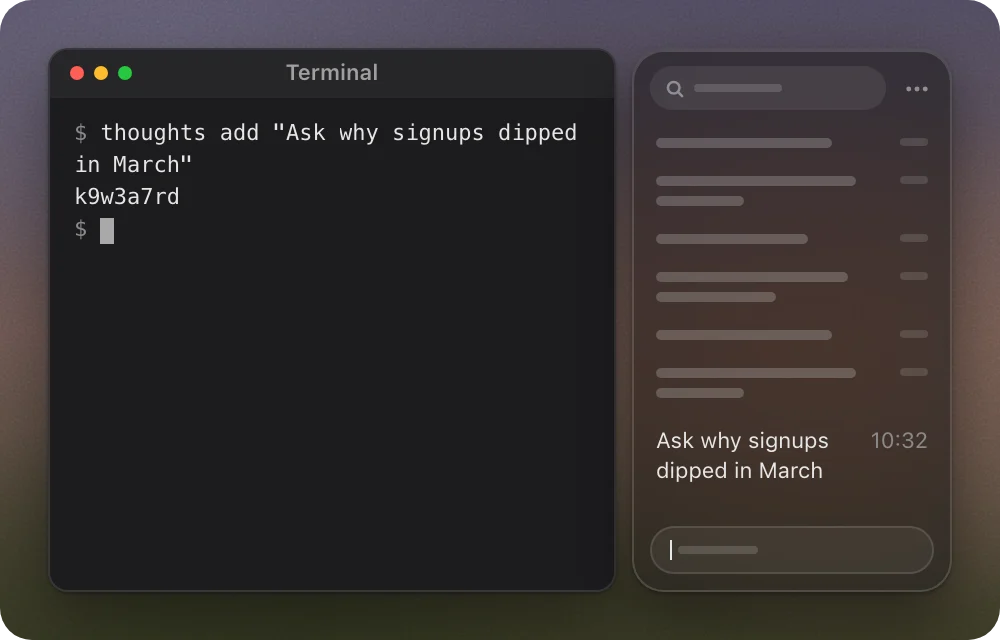 Terminal
$ thoughts add "Ask why signups dipped
in March"
k9w3a7rd
$
Ask why signups
dipped in March
10:32